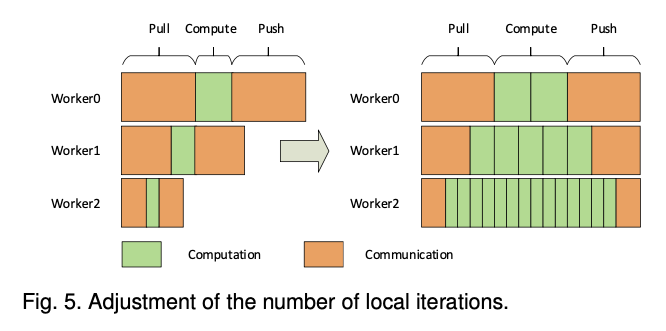 Pull Compute Push Pull Compute Push
Worker0 Worker0
Worker1 Worker1
Worker2 Worker2
Computation Communication
Fig. 5. Adjustment of the number of local iterations.